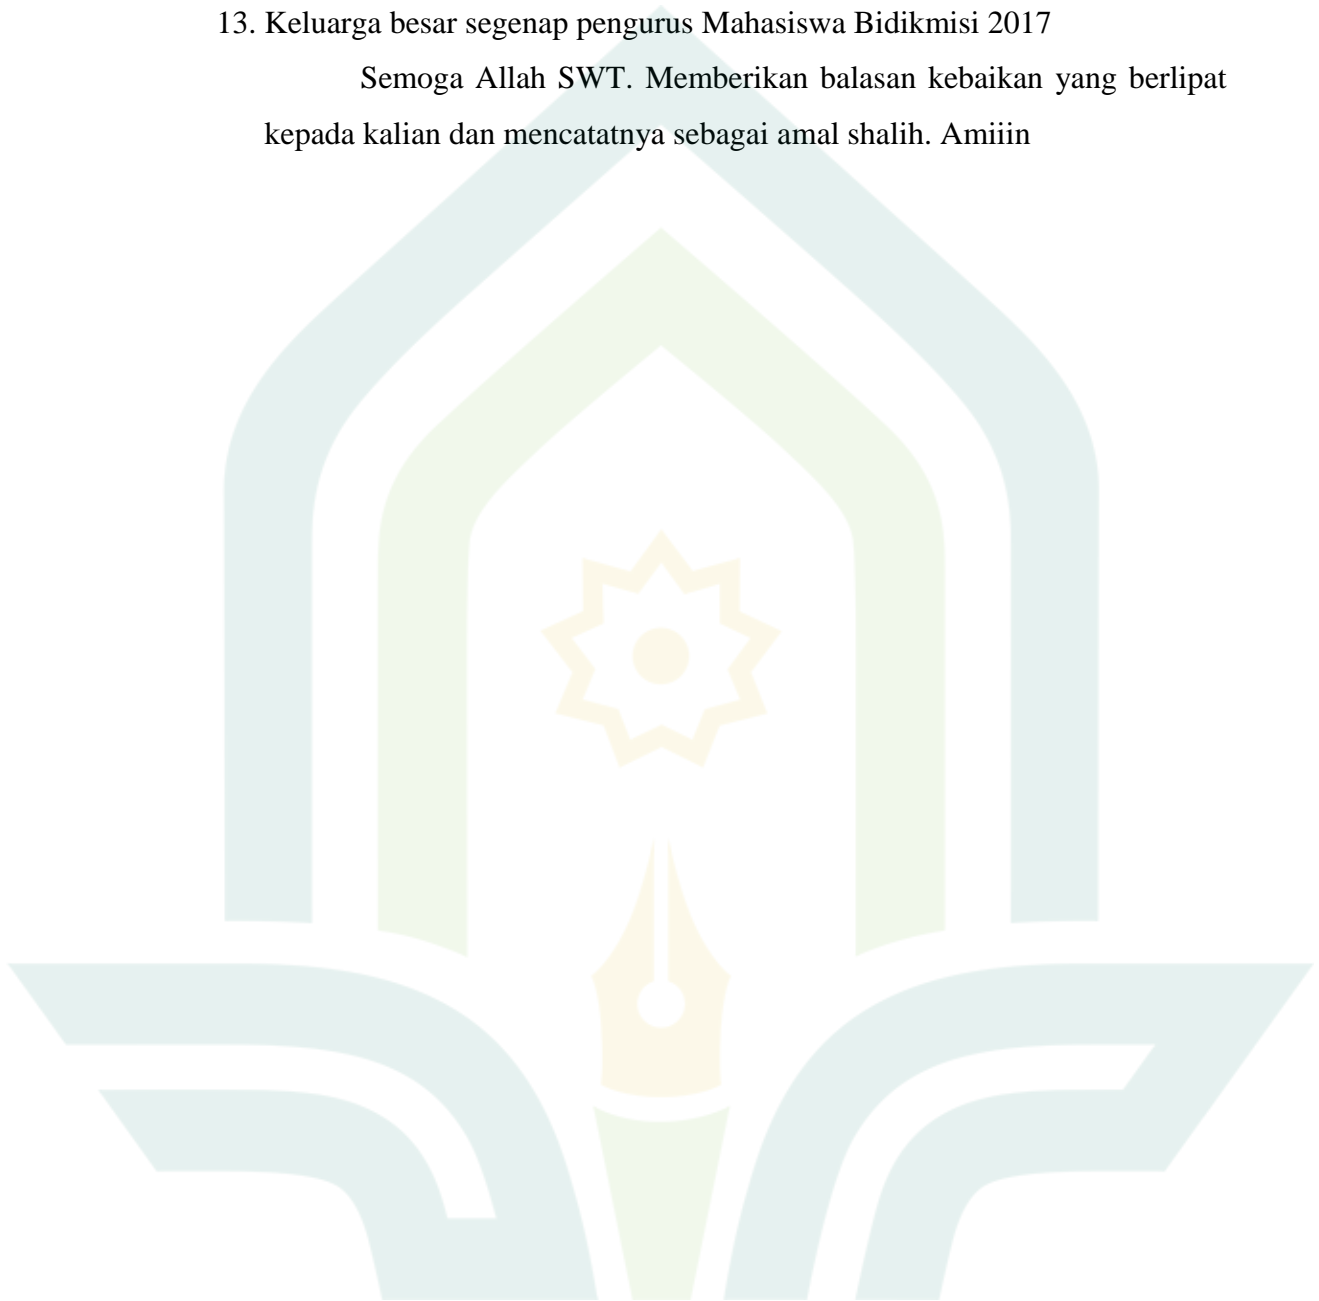 13. Keluarga besar segenap pengurus Mahasiswa Bidikmisi 2017
Semoga Allah SWT. Memberikan balasan kebaikan yang berlipat
kepada kalian dan mencatatnya sebagai amal shalih. Amiiin